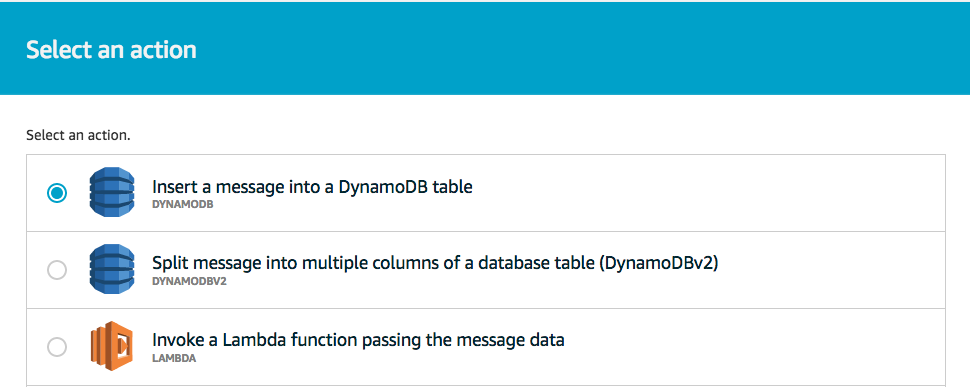 Select an action
Select an action.
Insert a message into a DynamoDB table
DYNAMODB
Split message into multiple columns of a database table (DynamoDBv2)
DYNAMODBV2
Invoke a Lambda function passing the message data
LAMBDA